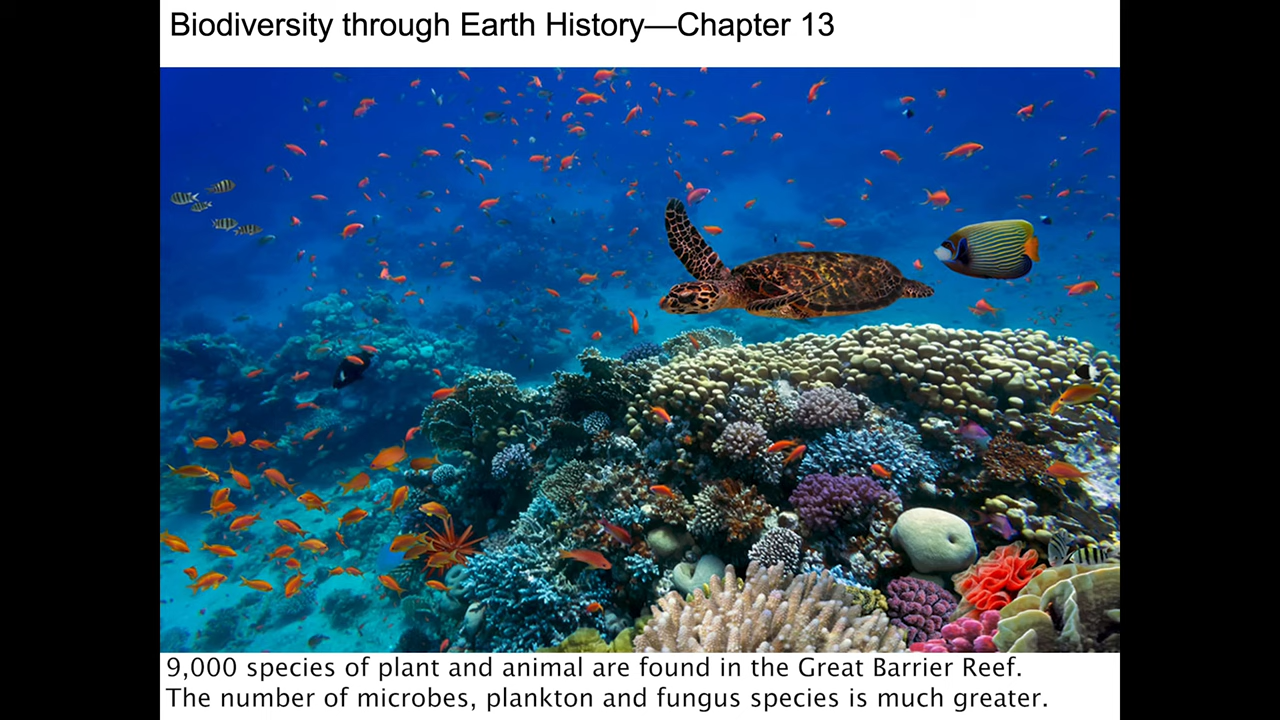 Biodiversity through Earth History—Chapter 13
9,000 species of plant and animal are found in the Great Barrier Reef.
The number of microbes, plankton and fungus species is much greater.